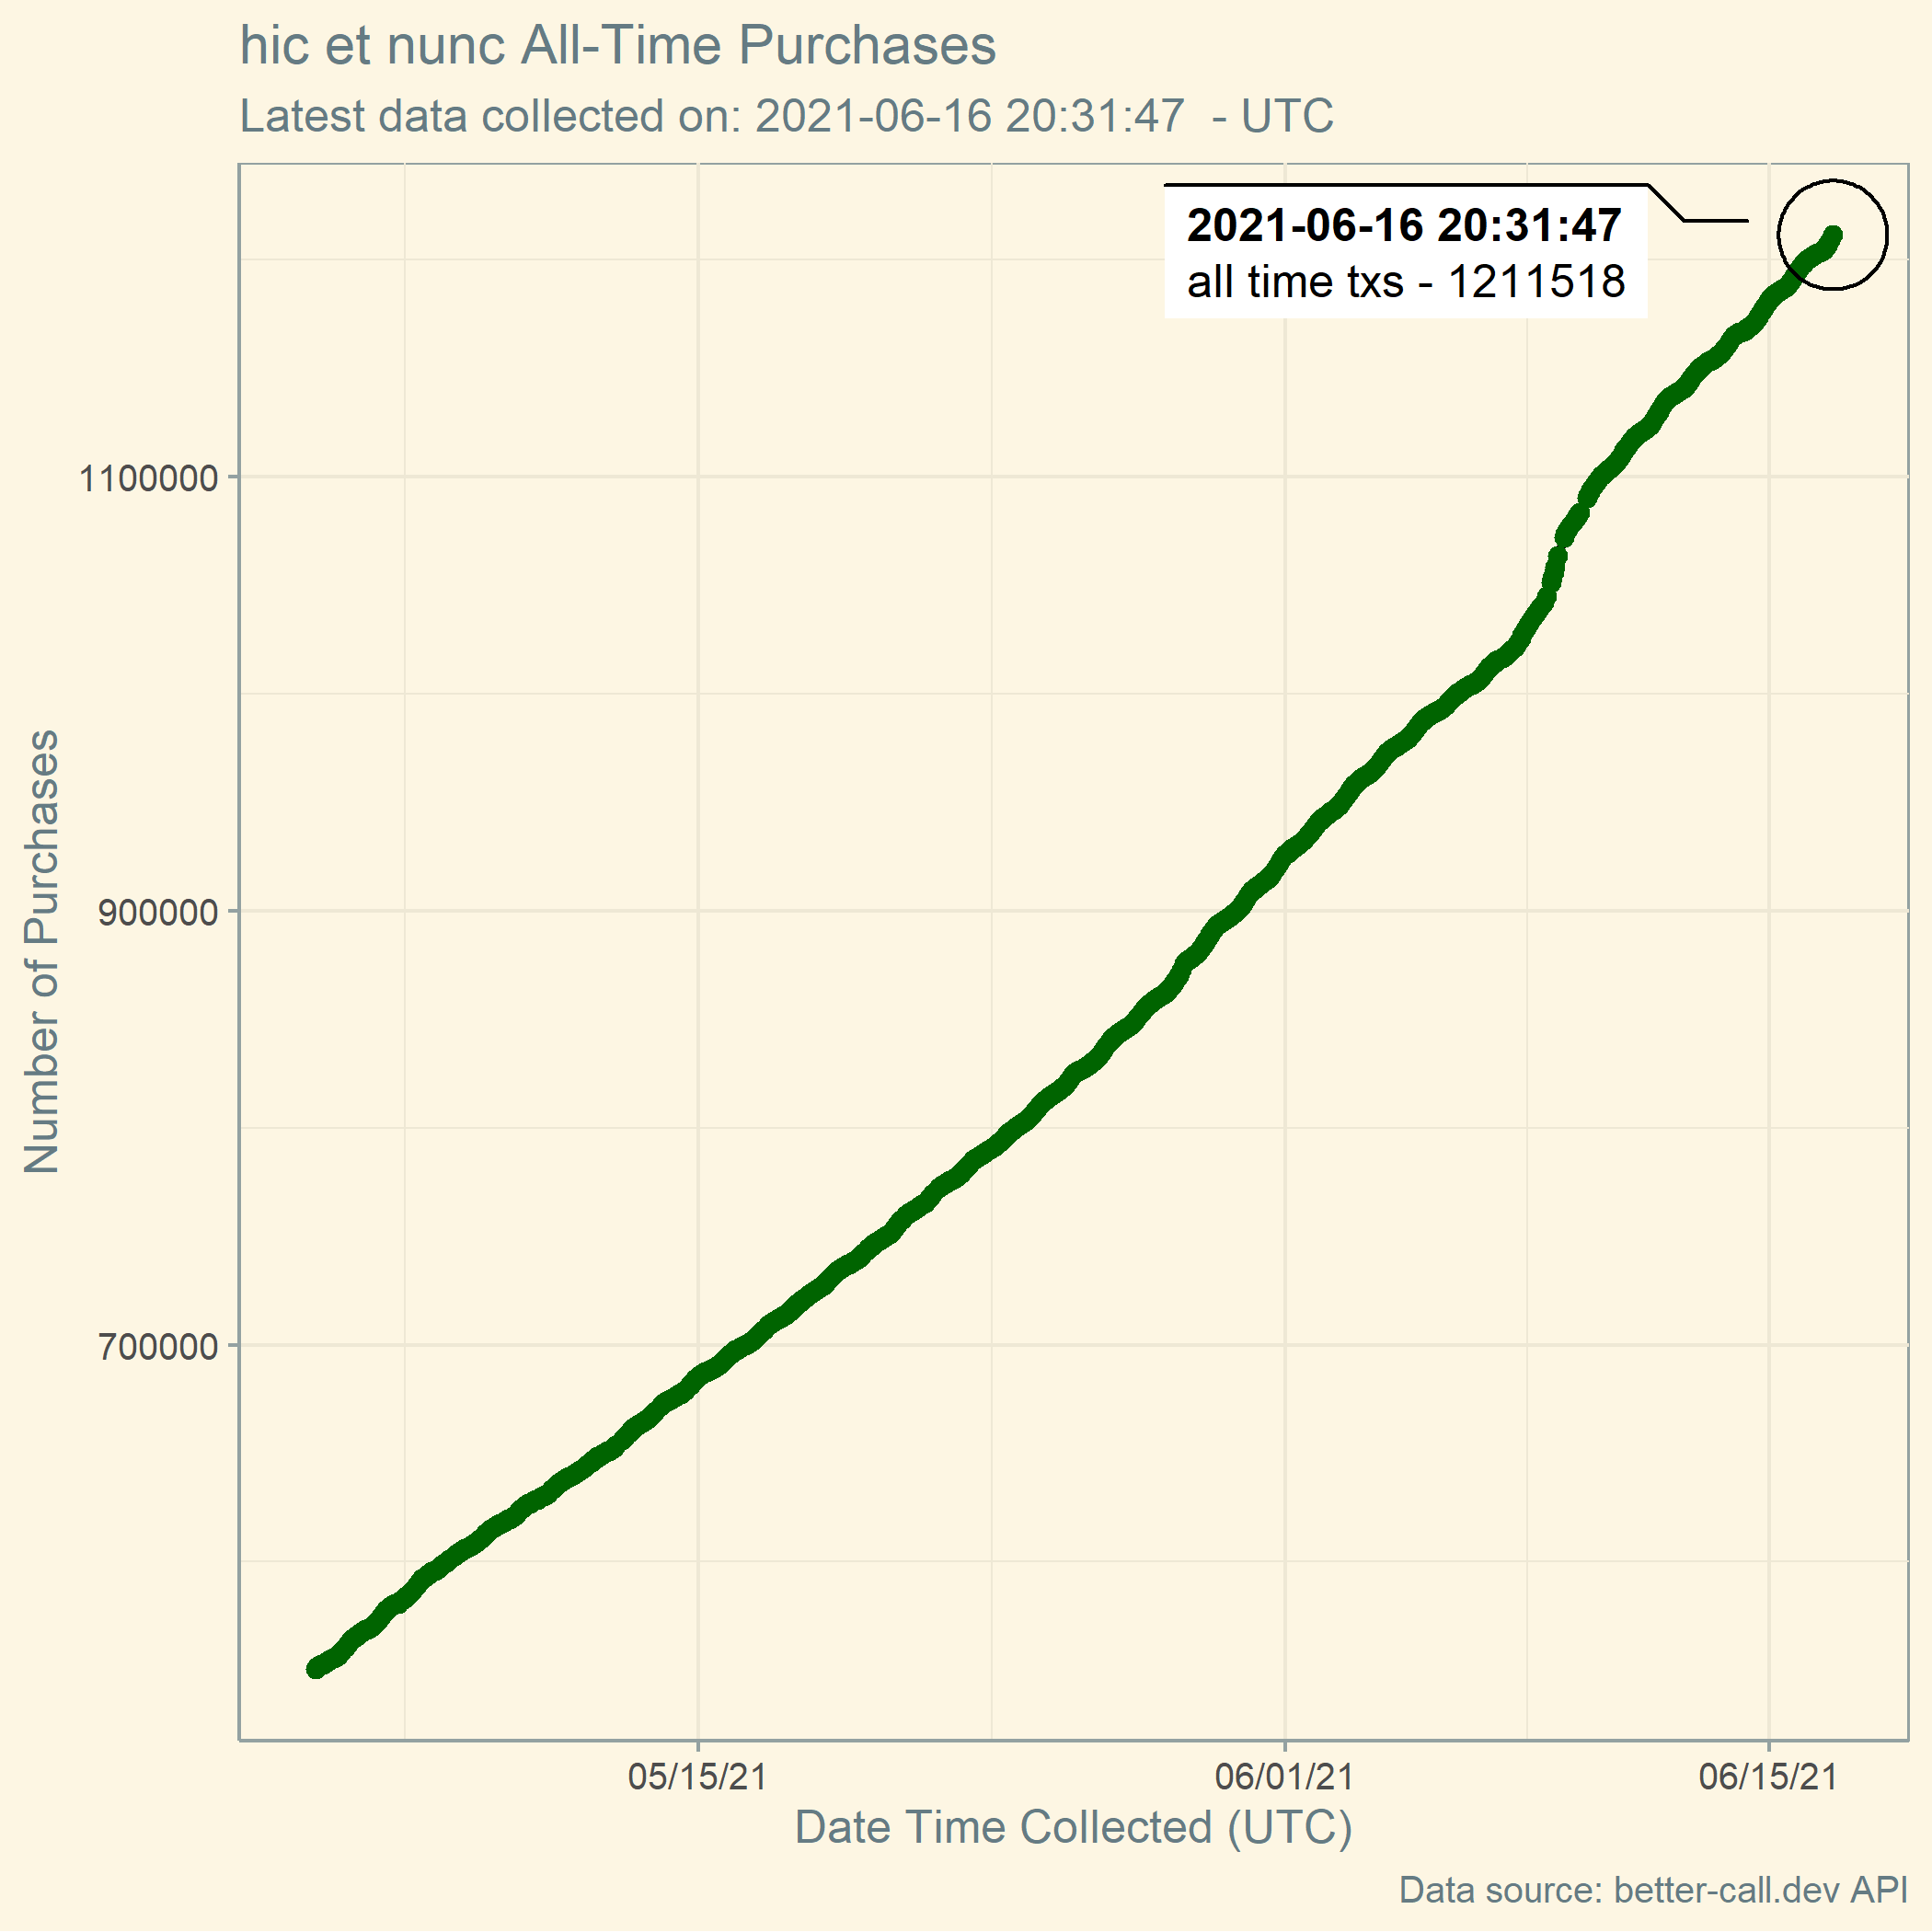 hic et nunc All-Time Purchases
Latest data collected on: 2021-06-16 20:31:47  - UTC
2021-06-16 20:31:47
all time txs - 1211518
Number of Purchases
1100000
900000
700000
05/15/21
06/01/21
06/15/21
Date Time Collected (UTC)
Data source: better-call.dev API